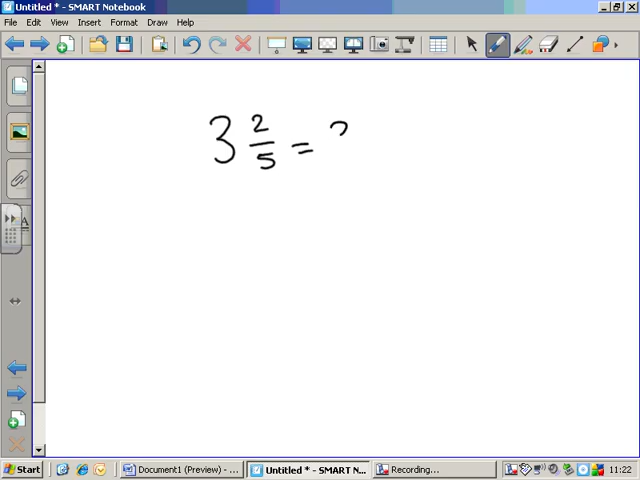 Untitled * - SMART Notebook
File Edit View Insert Format Draw Help
3 2/5 = ?
Start Document1 (Preview) - M... Untitled * - SMART N... Recording... 11:22